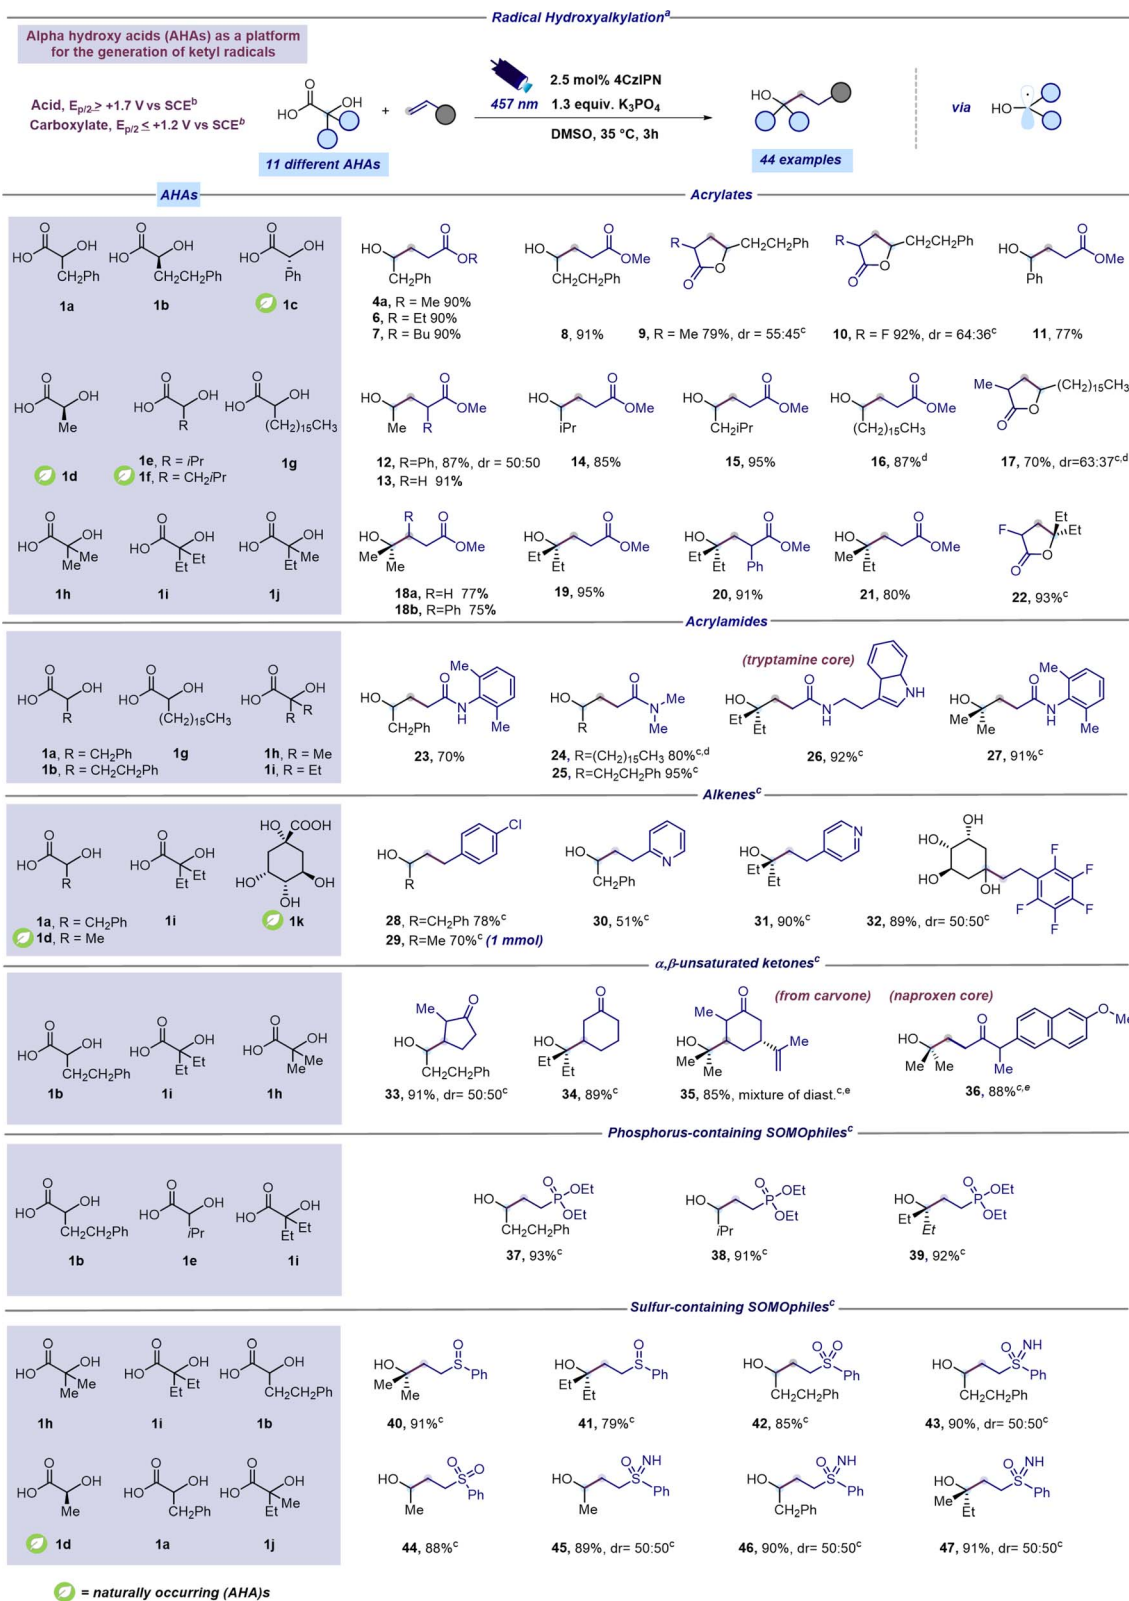 Radical Hydroxyalkylationᵃ
Alpha hydroxy acids (AHAs) as a platform
for the generation of ketyl radicals
Acid, Ep/2 ≥ +1.7 V vs SCEᵇ
Carboxylate, Ep/2 ≤ +1.2 V vs SCEᵇ
11 different AHAs
457 nm
2.5 mol% 4CzIPN
1.3 equiv. K₃PO₄
DMSO, 35 °C, 3h
44 examples
via
AHAs
Acrylates
1a
1b
1c
4a, R = Me 90%
6, R = Et 90%
7, R = Bu 90%
8, 91%
9, R = Me 79%, dr = 55:45ᶜ
10, R = F 92%, dr = 64:36ᶜ
11, 77%
1d
1e, R = iPr
1f, R = CH₂iPr
1g
12, R=Ph, 87%, dr = 50:50
13, R=H 91%
14, 85%
15, 95%
16, 87%ᵈ
17, 70%, dr=63:37ᶜ,ᵈ
1h
1i
1j
18a, R=H 77%
18b, R=Ph 75%
19, 95%
20, 91%
21, 80%
22, 93%ᶜ
Acrylamides
(tryptamine core)
1a, R = CH₂Ph
1b, R = CH₂CH₂Ph
1g
1h, R = Me
1i, R = Et
23, 70%
24, R=(CH₂)₁₅CH₃ 80%ᶜ,ᵈ
25, R=CH₂CH₂Ph 95%ᶜ
26, 92%ᶜ
27, 91%ᶜ
Alkenesᶜ
1a, R = CH₂Ph
1d, R = Me
1i
1k
28, R=CH₂Ph 78%ᶜ
29, R=Me 70%ᶜ (1 mmol)
30, 51%ᶜ
31, 90%ᶜ
32, 89%, dr= 50:50ᶜ
α,β-unsaturated ketonesᶜ
(from carvone)
(naproxen core)
1b
1i
1h
33, 91%, dr= 50:50ᶜ
34, 89%ᶜ
35, 85%, mixture of diast.ᶜ,ᵉ
36, 88%ᶜ,ᵉ
Phosphorus-containing SOMOphilesᶜ
1b
1e
1i
37, 93%ᶜ
38, 91%ᶜ
39, 92%ᶜ
Sulfur-containing SOMOphilesᶜ
1h
1i
1b
40, 91%ᶜ
41, 79%ᶜ
42, 85%ᶜ
43, 90%, dr= 50:50ᶜ
1d
1a
1j
44, 88%ᶜ
45, 89%, dr= 50:50ᶜ
46, 90%, dr= 50:50ᶜ
47, 91%, dr= 50:50ᶜ
= naturally occurring (AHA)s